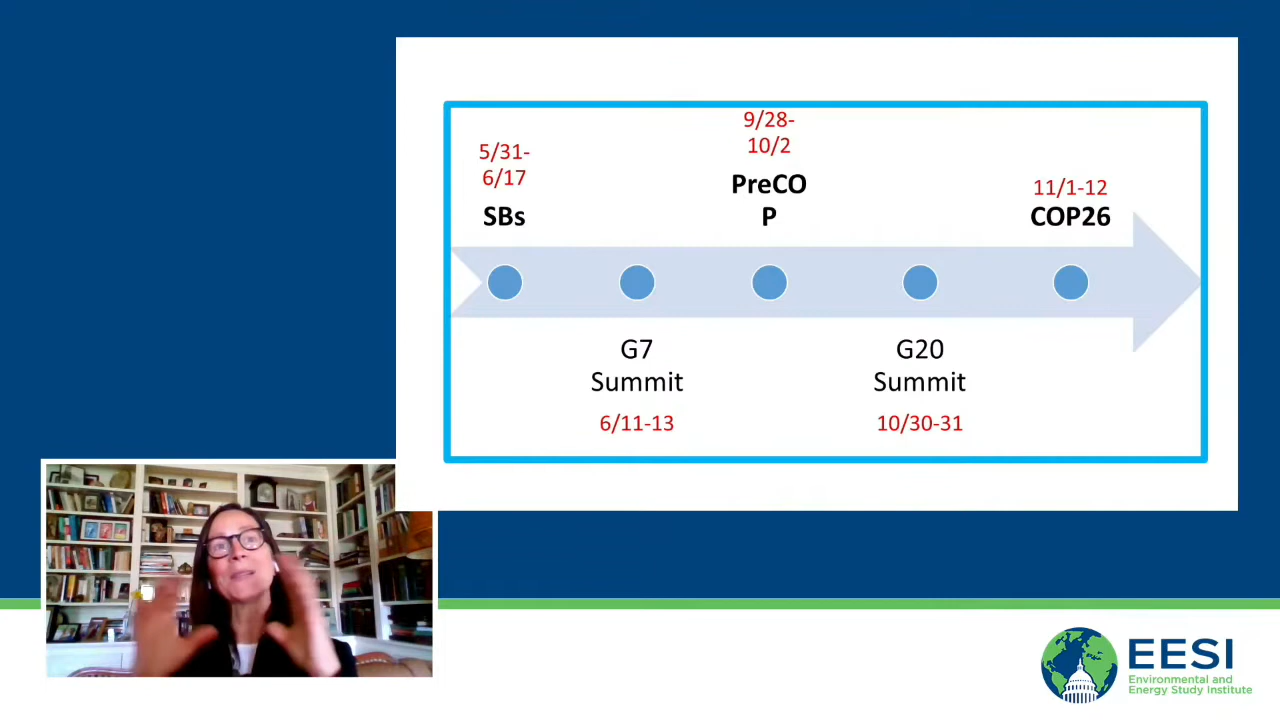 5/31-
6/17
SBs
9/28-
10/2
PreCO
P
11/1-12
COP26
G7
Summit
6/11-13
G20
Summit
10/30-31
EESI
Environmental and
Energy Study Institute